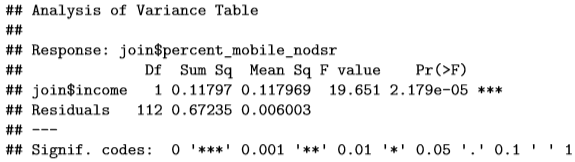 ## Analysis of Variance Table
##
## Response: join$percent_mobile_nodsr
##              Df  Sum Sq  Mean Sq F value    Pr(>F)
## join$income   1 0.11797 0.117969  19.651 2.179e-05 ***
## Residuals   112 0.67235 0.006003
## ---
## Signif. codes:  0 '***' 0.001 '**' 0.01 '*' 0.05 '.' 0.1 ' ' 1